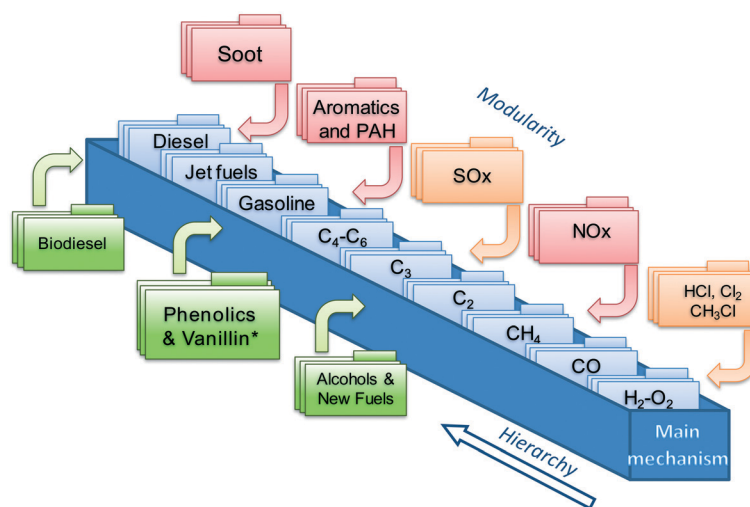 Soot
Aromatics
and PAH
Modularity
SOx
NOx
HCl, Cl₂
CH₃Cl
Diesel
Jet fuels
Gasoline
C₄-C₆
C₃
C₂
CH₄
CO
H₂-O₂
Biodesel
Phenolics
& Vanillin*
Alcohols &
New Fuels
Hierarchy
Main
mechanism